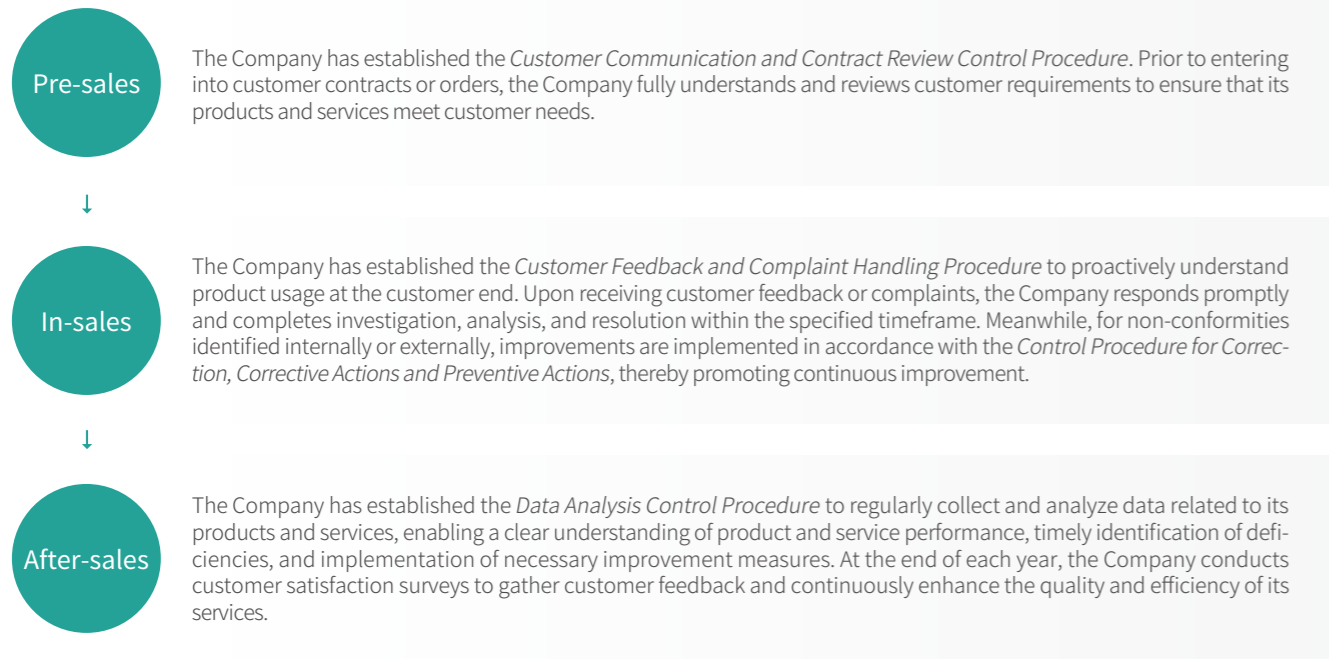 Pre-sales
The Company has established the Customer Communication and Contract Review Control Procedure. Prior to entering
into customer contracts or orders, the Company fully understands and reviews customer requirements to ensure that its
products and services meet customer needs.
↓
In-sales
The Company has established the Customer Feedback and Complaint Handling Procedure to proactively understand
product usage at the customer end. Upon receiving customer feedback or complaints, the Company responds promptly
and completes investigation, analysis, and resolution within the specified timeframe. Meanwhile, for non-conformities
identified internally or externally, improvements are implemented in accordance with the Control Procedure for Correc-
tion, Corrective Actions and Preventive Actions, thereby promoting continuous improvement.
↓
After-sales
The Company has established the Data Analysis Control Procedure to regularly collect and analyze data related to its
products and services, enabling a clear understanding of product and service performance, timely identification of defi-
ciencies, and implementation of necessary improvement measures. At the end of each year, the Company conducts
customer satisfaction surveys to gather customer feedback and continuously enhance the quality and efficiency of its
services.